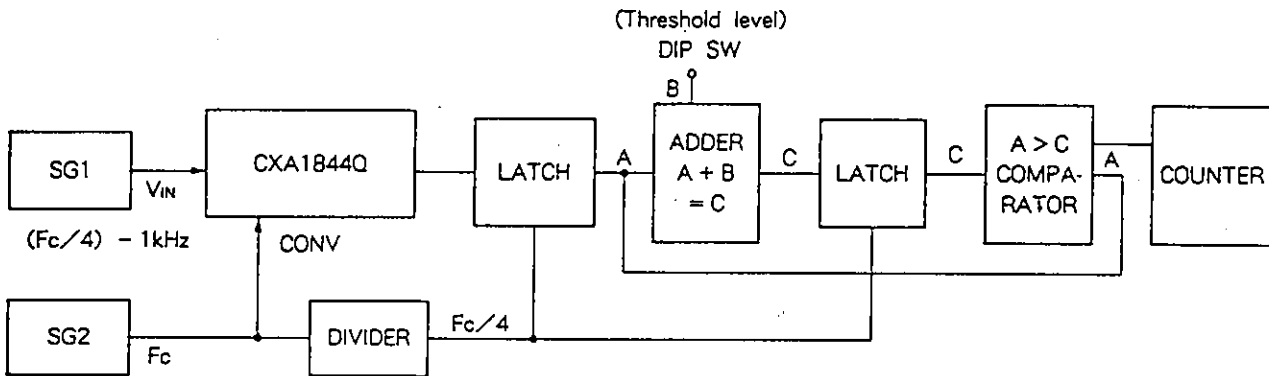 (Threshold level)
DIP SW
B
SG1
VIN
(Fc/4) - 1kHz
CXA1844Q
CONV
LATCH
A
ADDER
A + B
= C
C
LATCH
C
A > C
COMPA-
RATOR
A
COUNTER
SG2
Fc
DIVIDER
Fc/4